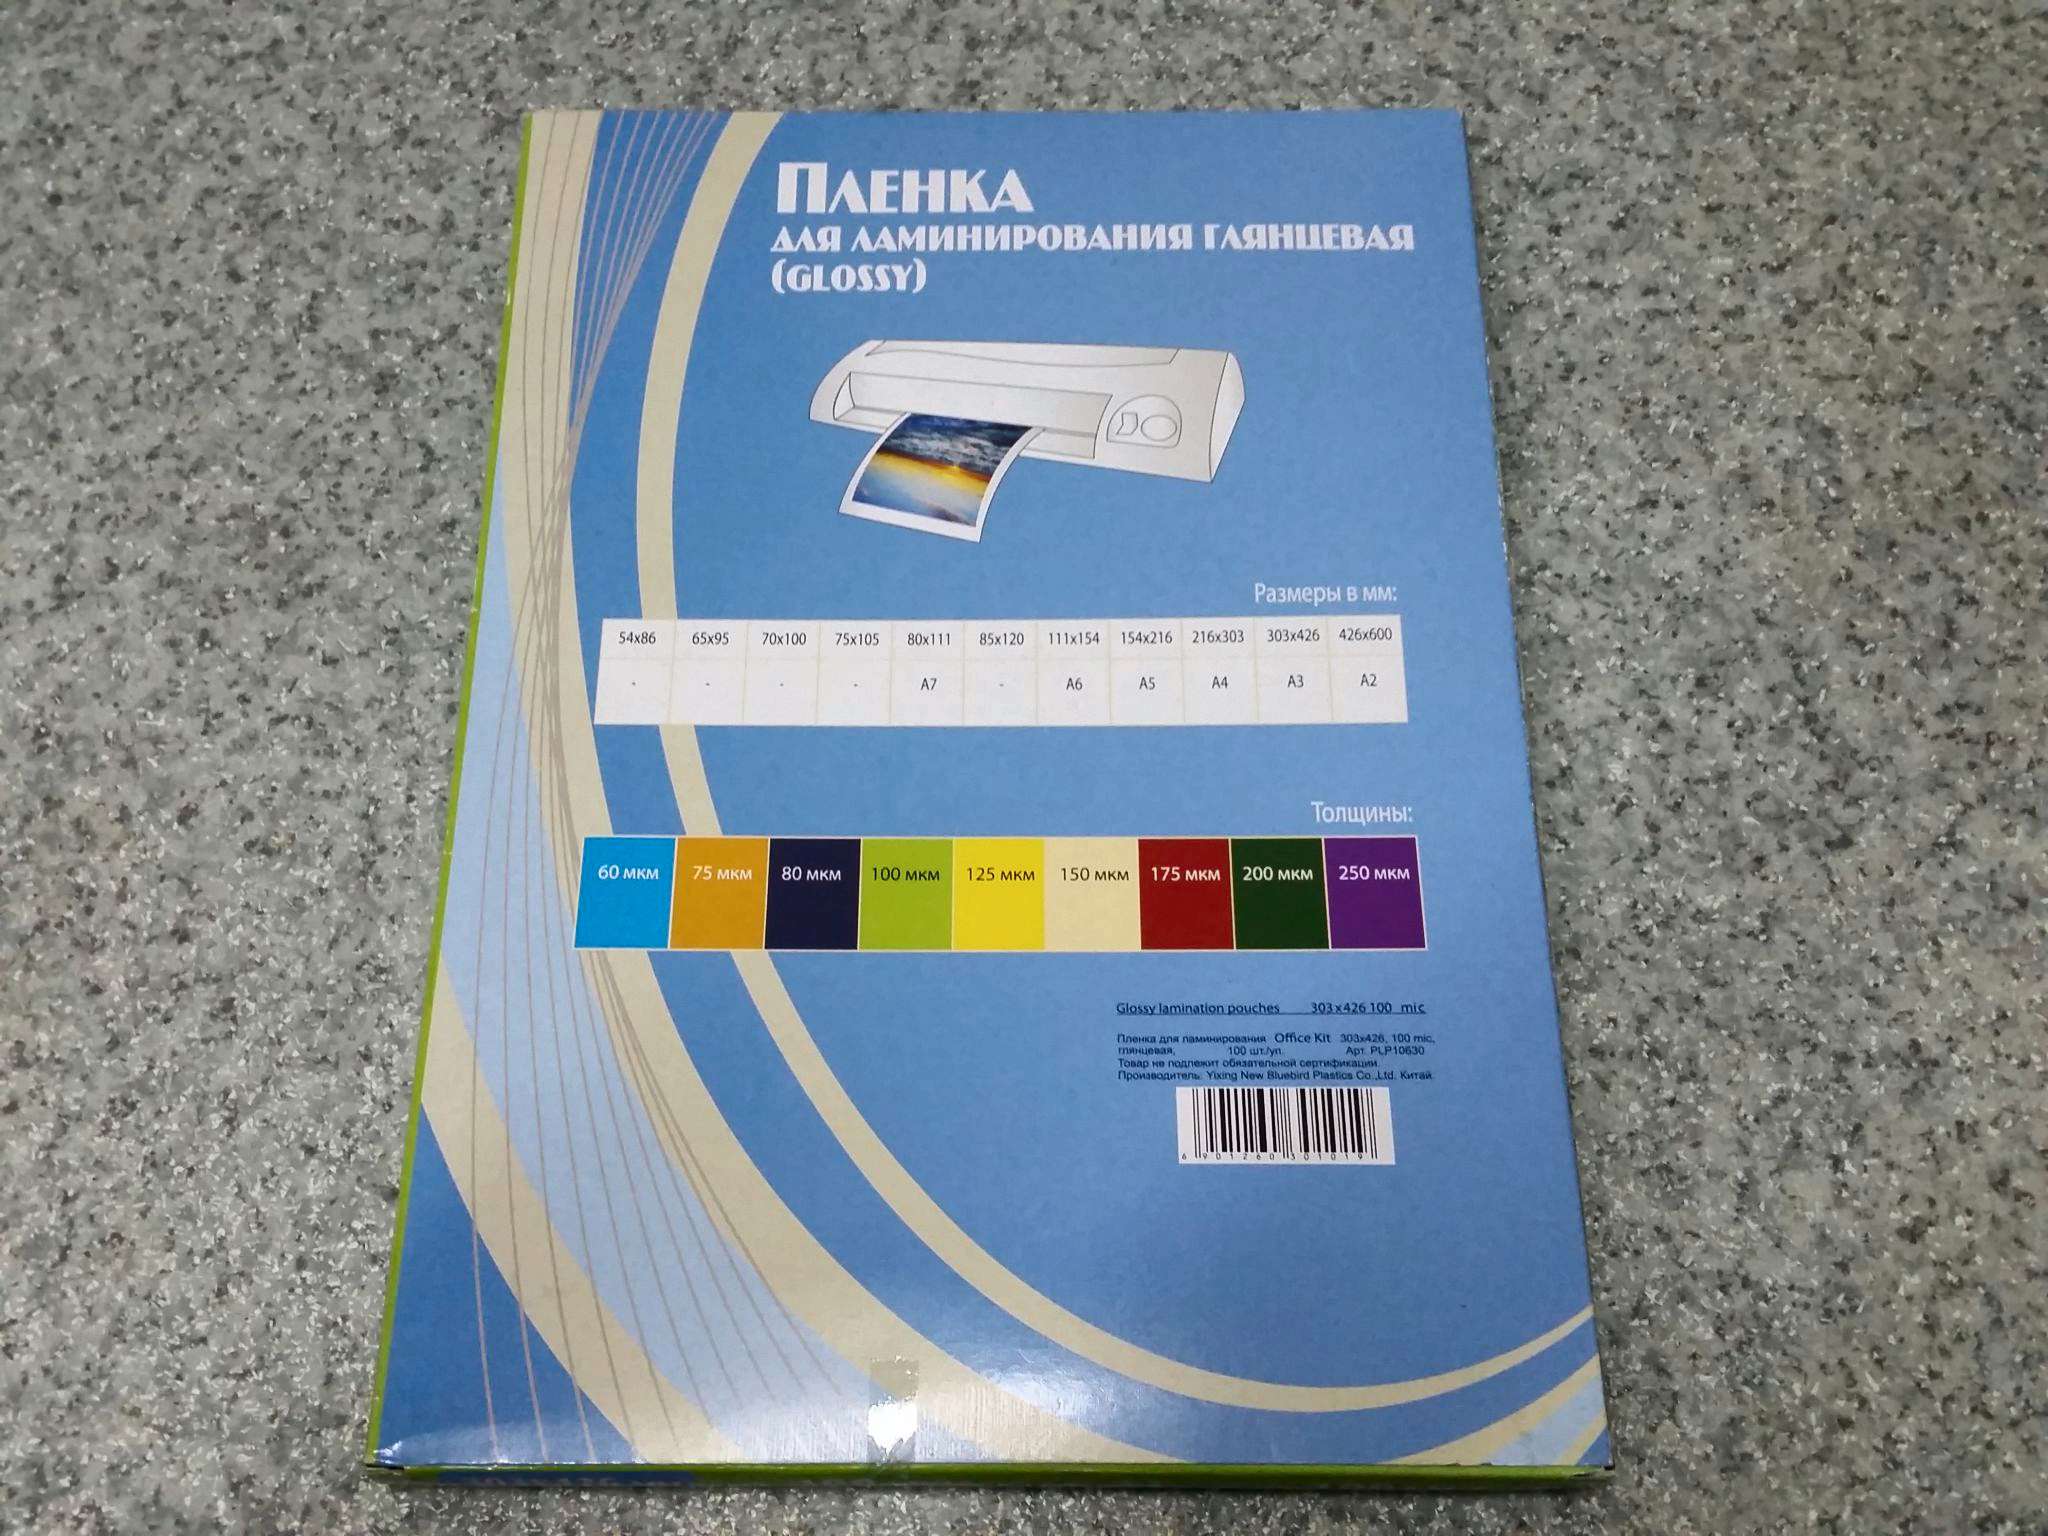 ПЛЕНКА
ДЛЯ ЛАМИНИРОВАНИЯ ГЛЯНЦЕВАЯ
(GLOSSY)
Размеры в мм:
54x86 65x95 70x100 75x105 80x111 85x120 111x154 154x216 216x303 303x426 426x600
- - - - A7 - A6 A5 A4 A3 A2
Толщины:
60 мкм 75 мкм 80 мкм 100 мкм 125 мкм 150 мкм 175 мкм 200 мкм 250 мкм
Glossy lamination pouches 303x426 100 mic
Пленка для ламинирования Office Kit 303x426, 100 mic,
глянцевая, 100 шт./уп. Арт. PLP10630
Товар не подлежит обязательной сертификации.
Производитель: Yixing New Bluebird Plastics Co.,Ltd. Китай.
6901260301019